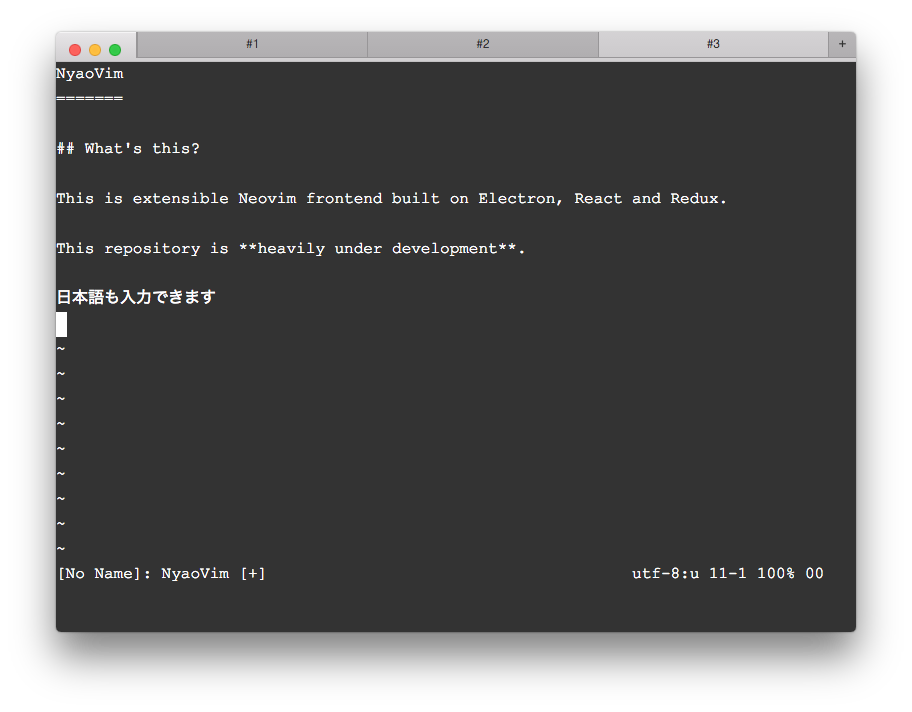 #1 #2 #3 +
NyaoVim
=======
## What's this?
This is extensible Neovim frontend built on Electron, React and Redux.
This repository is **heavily under development**.
日本語も入力できます
~
~
~
~
~
~
~
~
~
[No Name]: NyaoVim [+] utf-8:u 11-1 100% 00